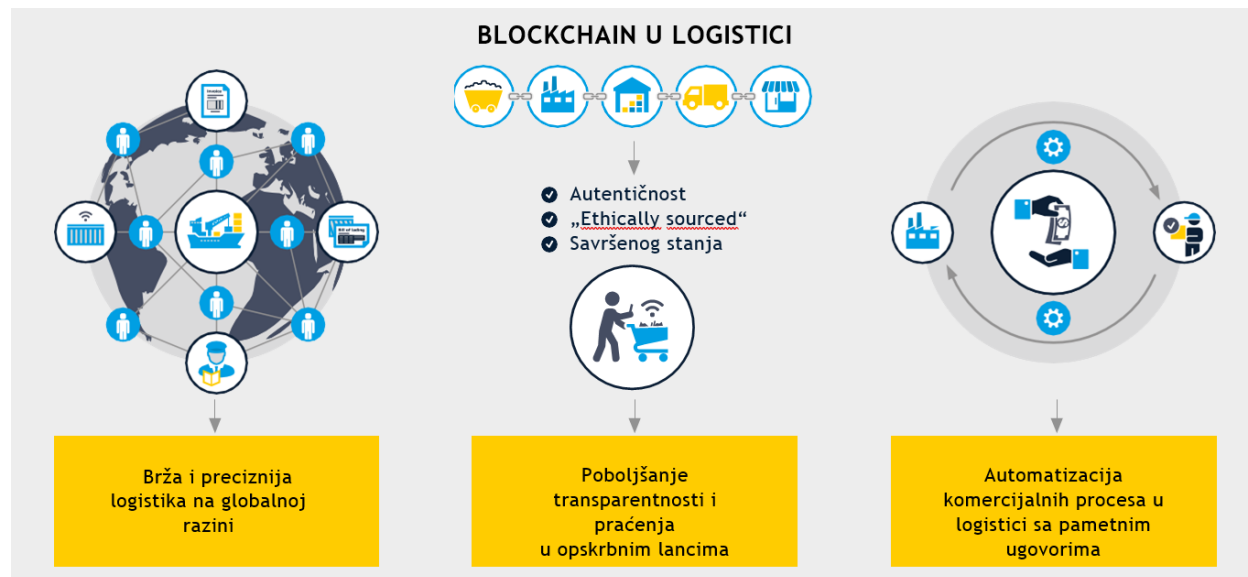 BLOCKCHAIN U LOGISTICI
Invoice
Bill of lading
Autentičnost
„Ethically sourced“
Savršenog stanja
Brža i preciznija
logistika na globalnoj
razini
Poboljšanje
transparentnosti i
praćenja
u opskrbnim lancima
Automatizacija
komercijalnih procesa u
logistici sa pametnim
ugovorima